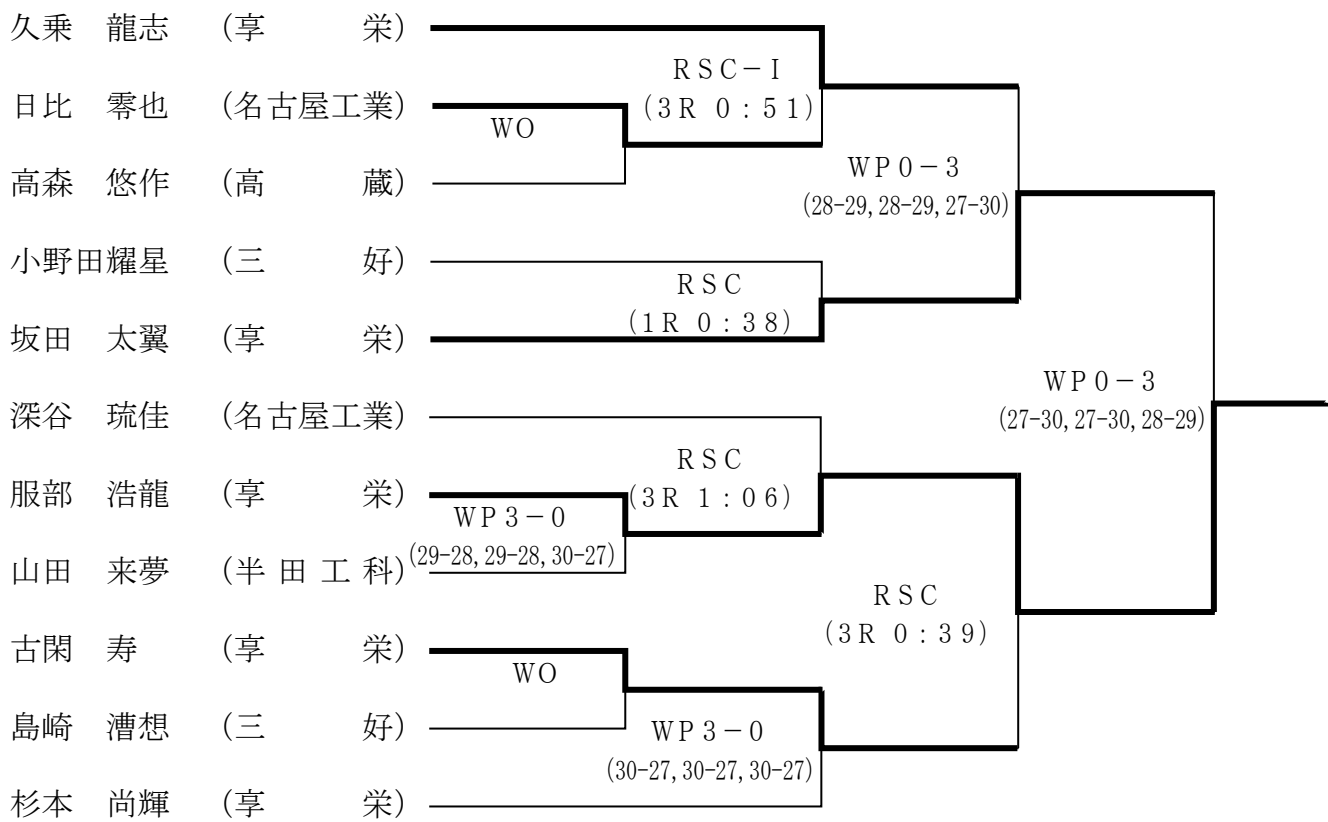 久乗　龍志　（享　　　栄）
RSC－I
(3R 0:51)
日比　零也　（名古屋工業）
WO
高森　悠作　（高　　　蔵）
WP0－3
(28-29,28-29,27-30)
小野田耀星　（三　　　好）
RSC
(1R 0:38)
坂田　太翼　（享　　　栄）
WP0－3
(27-30,27-30,28-29)
深谷　琉佳　（名古屋工業）
RSC
(3R 1:06)
服部　浩龍　（享　　　栄）
WP3－0
(29-28,29-28,30-27)
山田　来夢　（半 田 工 科）
RSC
(3R 0:39)
古閑　寿　　（享　　　栄）
WO
島崎　漕想　（三　　　好）
WP3－0
(30-27,30-27,30-27)
杉本　尚輝　（享　　　栄）